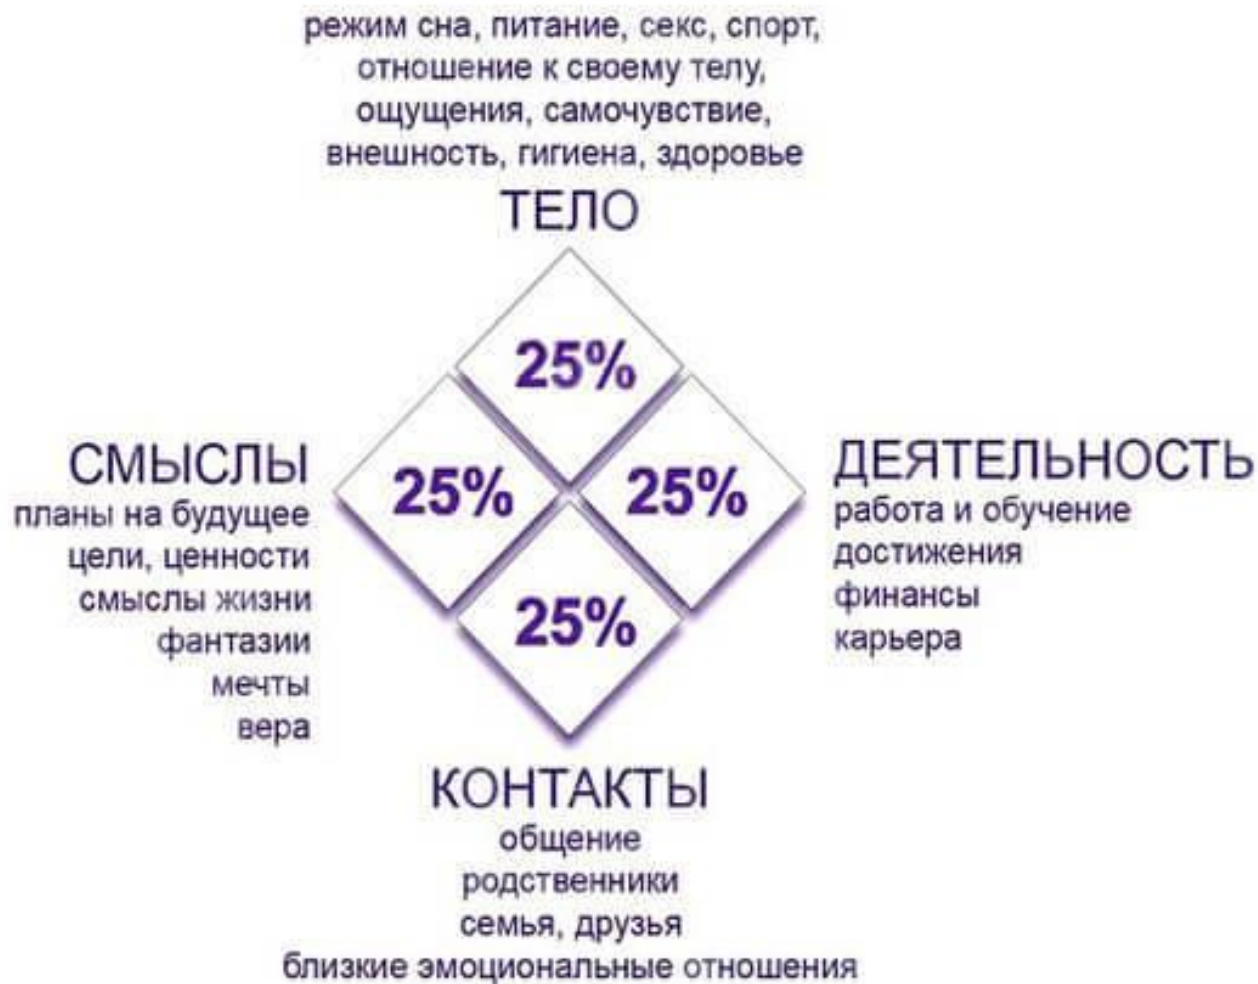 режим сна, питание, секс, спорт,
отношение к своему телу,
ощущения, самочувствие,
внешность, гигиена, здоровье
ТЕЛО
25%
СМЫСЛЫ
планы на будущее
цели, ценности
смыслы жизни
фантазии
мечты
вера
25%
25%
ДЕЯТЕЛЬНОСТЬ
работа и обучение
достижения
финансы
карьера
25%
КОНТАКТЫ
общение
родственники
семья, друзья
близкие эмоциональные отношения